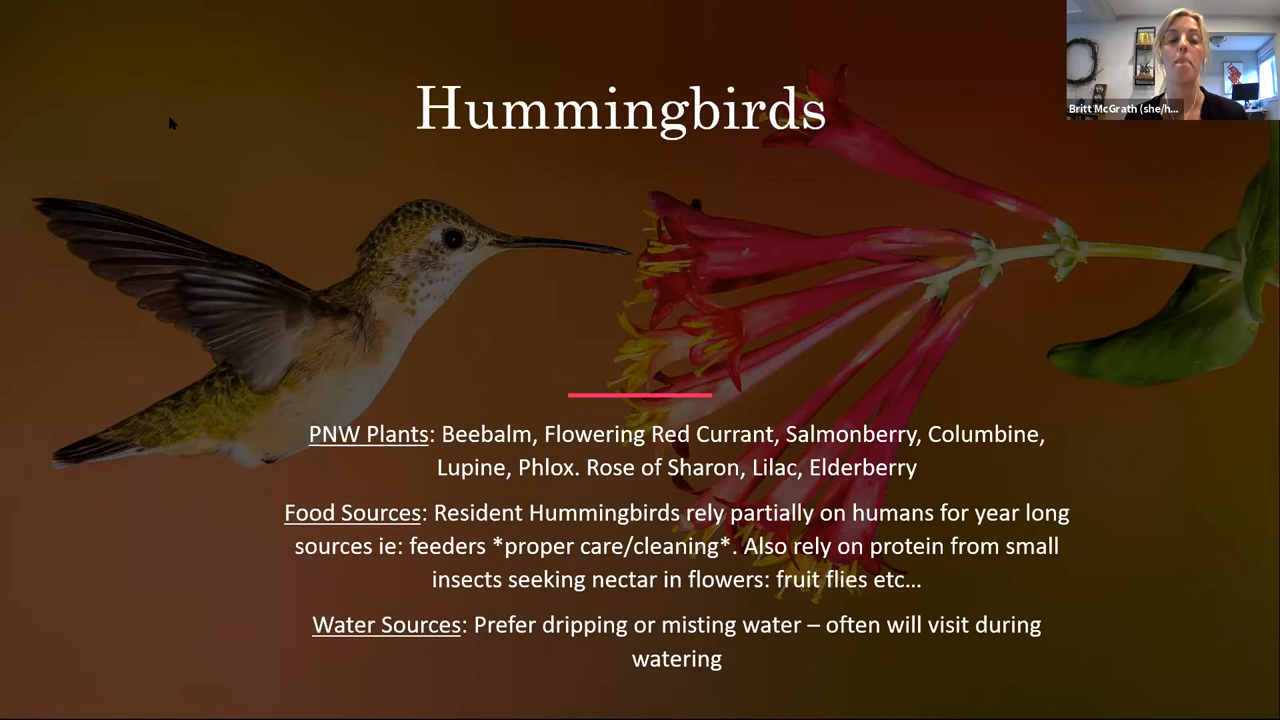 Hummingbirds
Britt McGrath (she/h...
PNW Plants: Beebalm, Flowering Red Currant, Salmonberry, Columbine,
Lupine, Phlox. Rose of Sharon, Lilac, Elderberry
Food Sources: Resident Hummingbirds rely partially on humans for year long
sources ie: feeders *proper care/cleaning*. Also rely on protein from small
insects seeking nectar in flowers: fruit flies etc...
Water Sources: Prefer dripping or misting water – often will visit during
watering